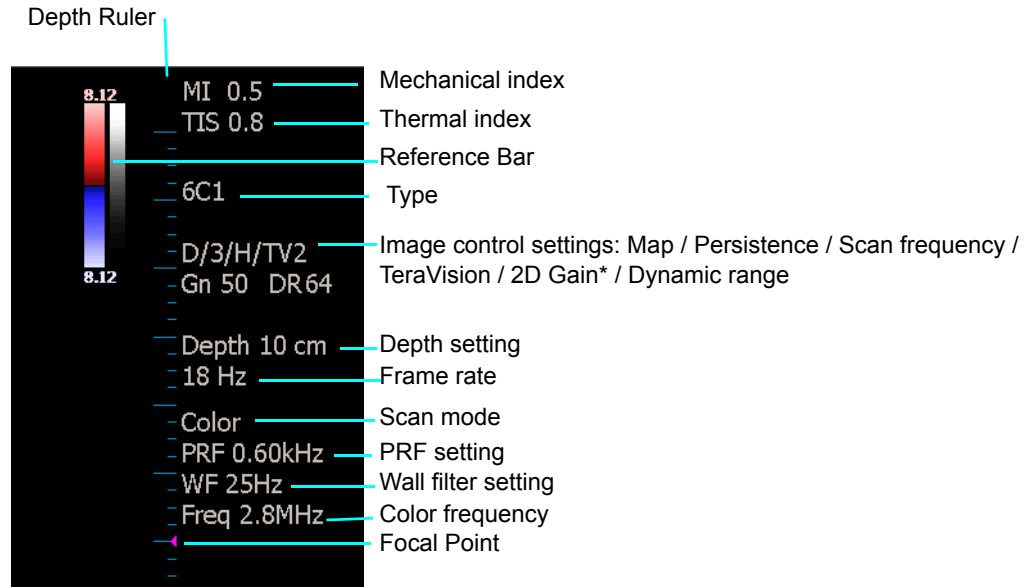 Depth Ruler
8.12
MI 0.5
Mechanical index
TIS 0.8
Thermal index
Reference Bar
6C1
Type
D/3/H/TV2
Image control settings: Map / Persistence / Scan frequency /
TeraVision / 2D Gain* / Dynamic range
8.12
Gn 50 DR64
Depth 10 cm
Depth setting
18 Hz
Frame rate
Color
Scan mode
PRF 0.60kHz
PRF setting
WF 25Hz
Wall filter setting
Freq 2.8MHz
Color frequency
Focal Point